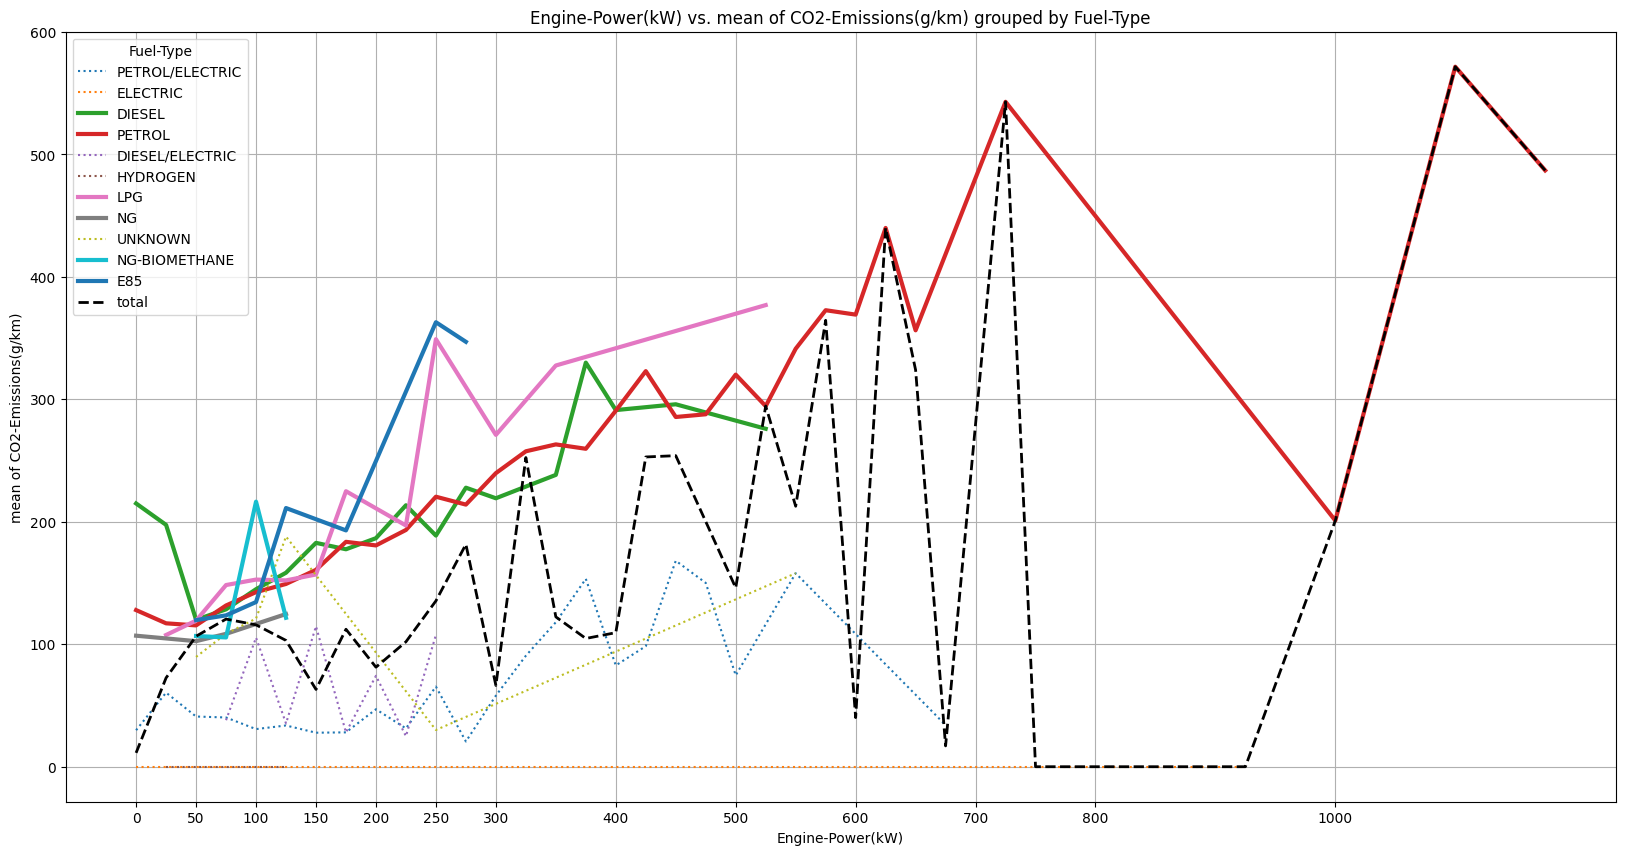 Engine-Power(kW) vs. mean of CO2-Emissions(g/km) grouped by Fuel-Type
Fuel-Type
PETROL/ELECTRIC
ELECTRIC
DIESEL
PETROL
DIESEL/ELECTRIC
HYDROGEN
LPG
NG
UNKNOWN
NG-BIOMETHANE
E85
total
mean of CO2-Emissions(g/km)
600
500
400
300
200
100
0
0 50 100 150 200 250 300 400 500 600 700 800 1000
Engine-Power(kW)